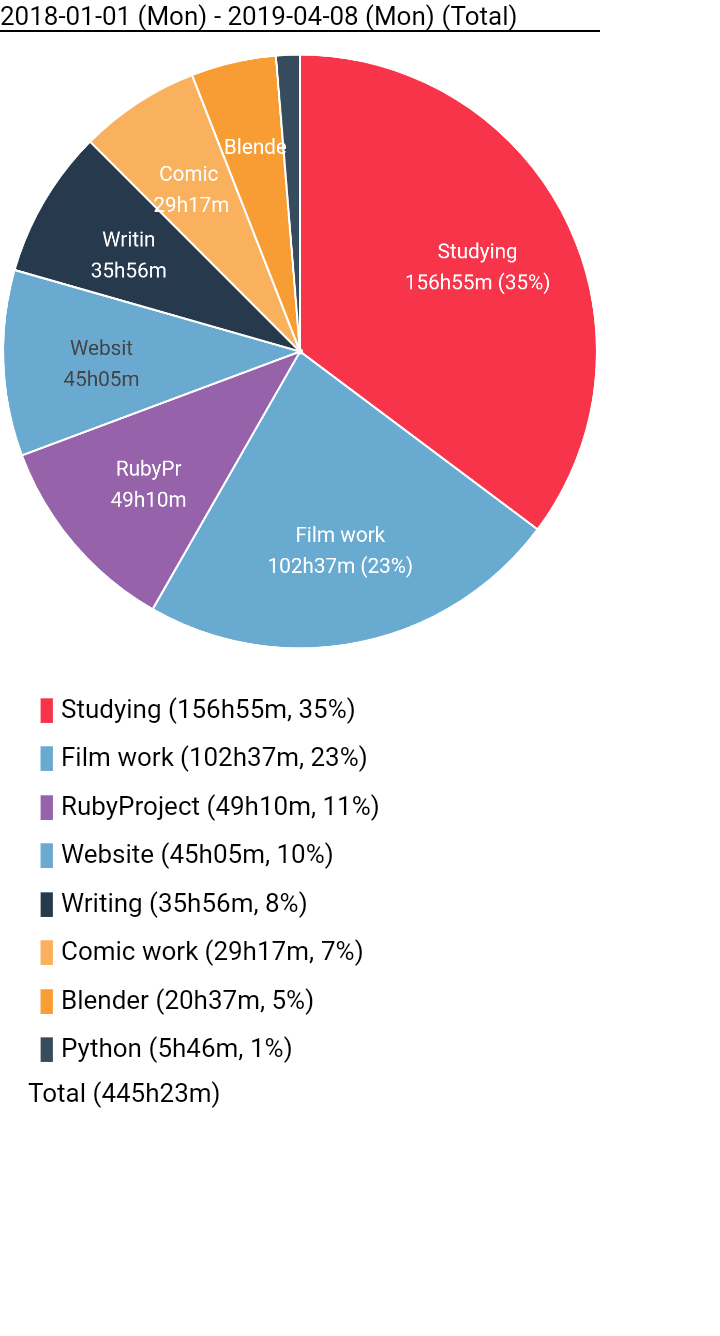 2018-01-01 (Mon) - 2019-04-08 (Mon) (Total)
Blende
Comic
29h17m
Writin
35h56m
Studying
156h55m (35%)
Websit
45h05m
RubyPr
49h10m
Film work
102h37m (23%)
Studying (156h55m, 35%)
Film work (102h37m, 23%)
RubyProject (49h10m, 11%)
Website (45h05m, 10%)
Writing (35h56m, 8%)
Comic work (29h17m, 7%)
Blender (20h37m, 5%)
Python (5h46m, 1%)
Total (445h23m)